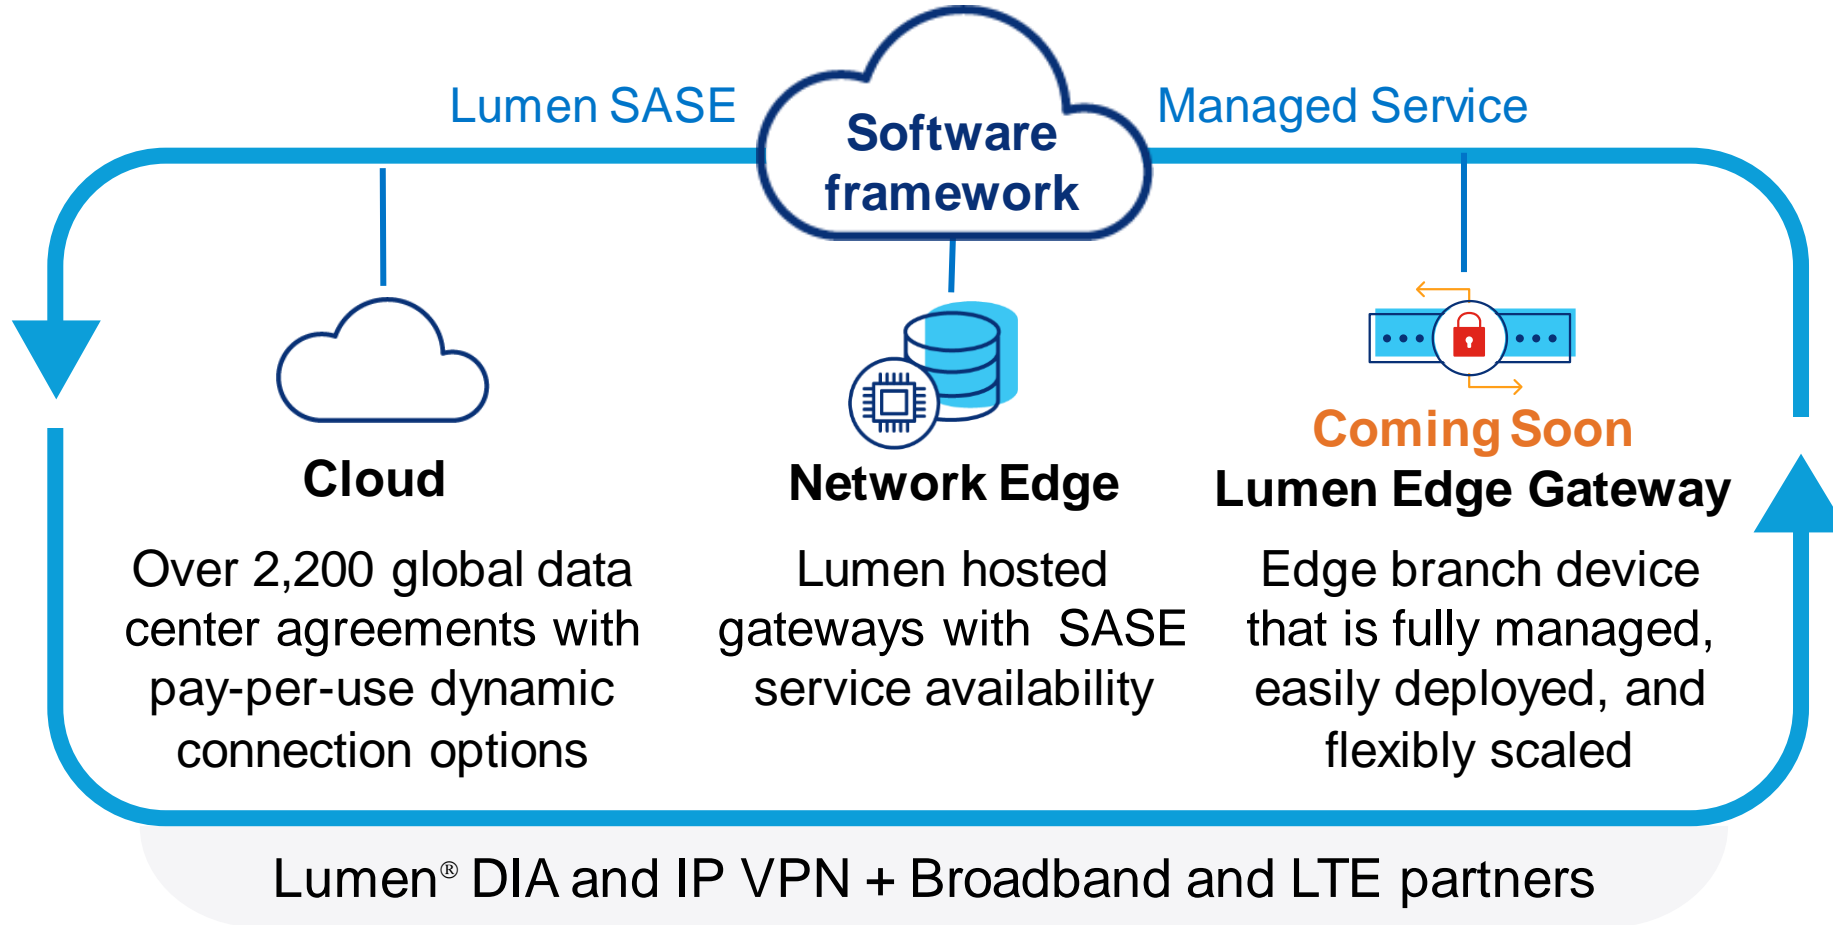 Lumen SASE
Software
framework
Managed Service
Cloud
Over 2,200 global data
center agreements with
pay-per-use dynamic
connection options
Network Edge
Lumen hosted
gateways with SASE
service availability
Coming Soon
Lumen Edge Gateway
Edge branch device
that is fully managed,
easily deployed, and
flexibly scaled
Lumen® DIA and IP VPN + Broadband and LTE partners